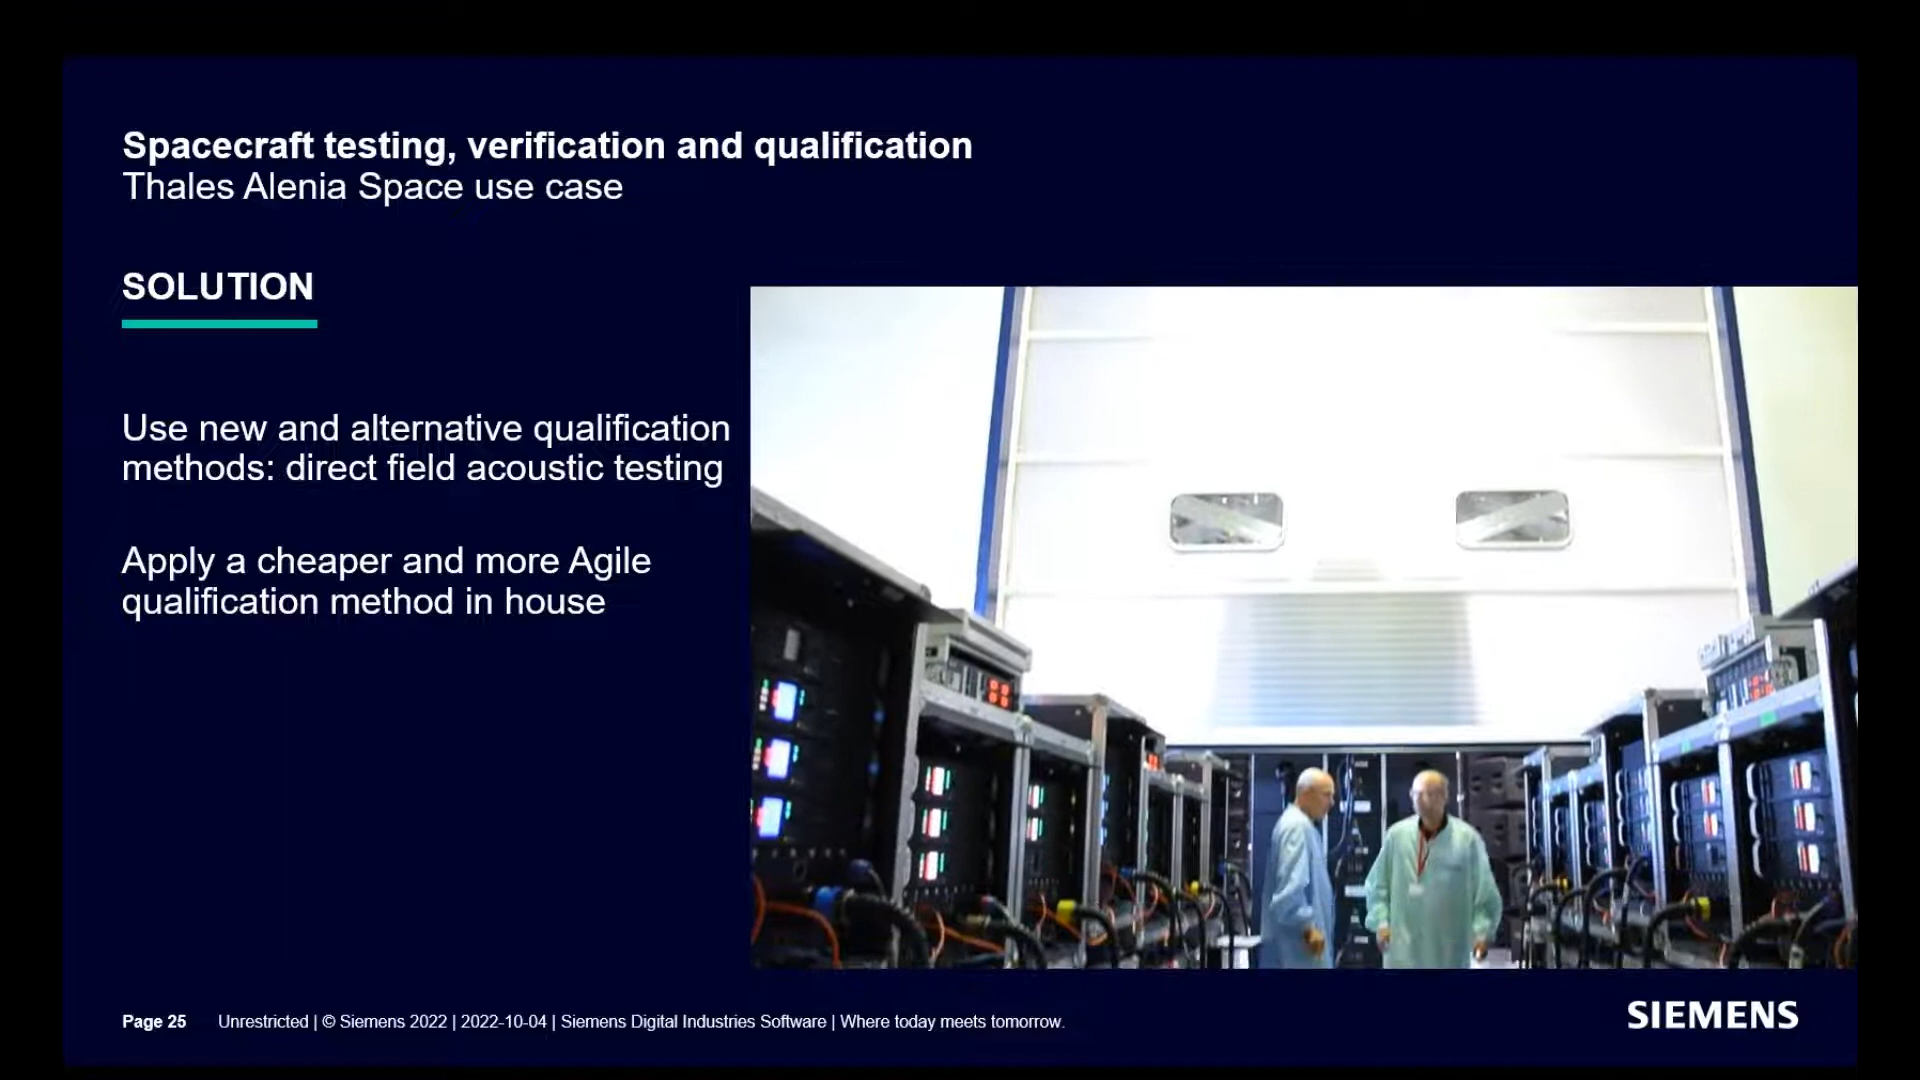 Spacecraft testing, verification and qualification
Thales Alenia Space use case
SOLUTION
Use new and alternative qualification
methods: direct field acoustic testing
Apply a cheaper and more Agile
qualification method in house
Page 25 Unrestricted | © Siemens 2022 | 2022-10-04 | Siemens Digital Industries Software | Where today meets tomorrow.
SIEMENS